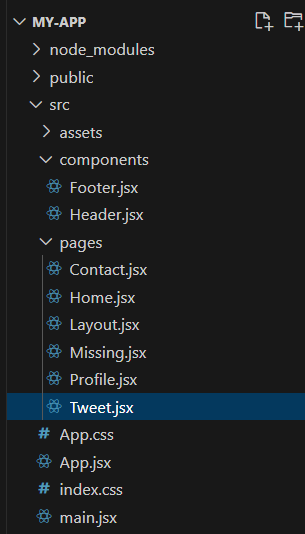 MY-APP
node_modules
public
src
assets
components
Footer.jsx
Header.jsx
pages
Contact.jsx
Home.jsx
Layout.jsx
Missing.jsx
Profile.jsx
Tweet.jsx
# App.css
App.jsx
# index.css
main.jsx